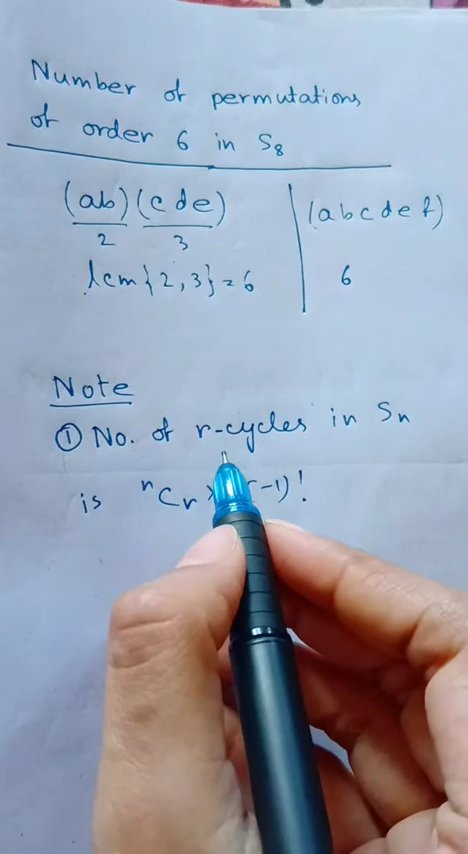 Number of permutations
of order 6 in S₈
(ab)(cde)
2 3
lcm{2,3}=6
(abcdef)
6
Note
① No. of r-cycles in Sₙ
is ⁿCᵣ -1)!